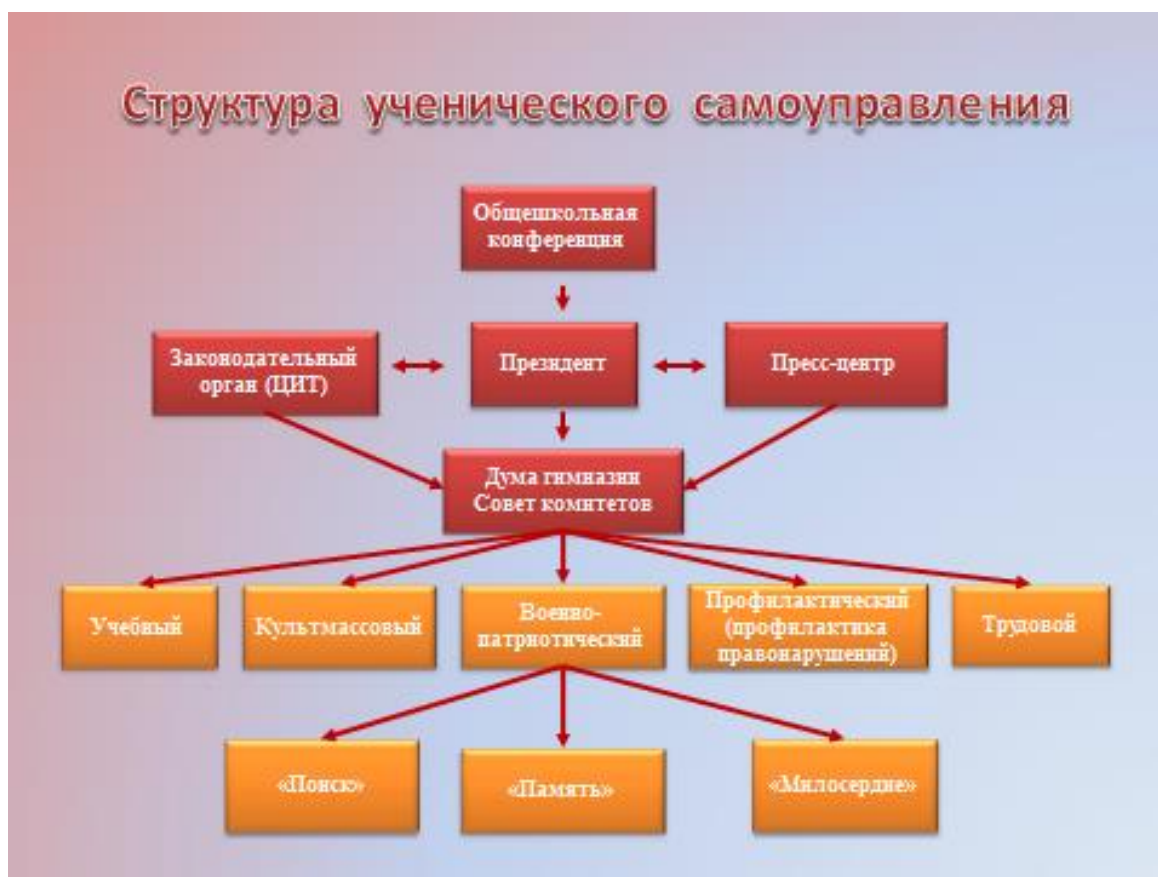 Структура ученического самоуправления
Общешкольная
конференция
Законодательный
орган (ЦИТ)
Президент
Пресс-центр
Дума гимназии
Совет комитетов
Учебный
Культмассовый
Военно-
патриотический
Профилактический
(профилактика
правонарушений)
Трудовой
«Поиск»
«Память»
«Милосердие»